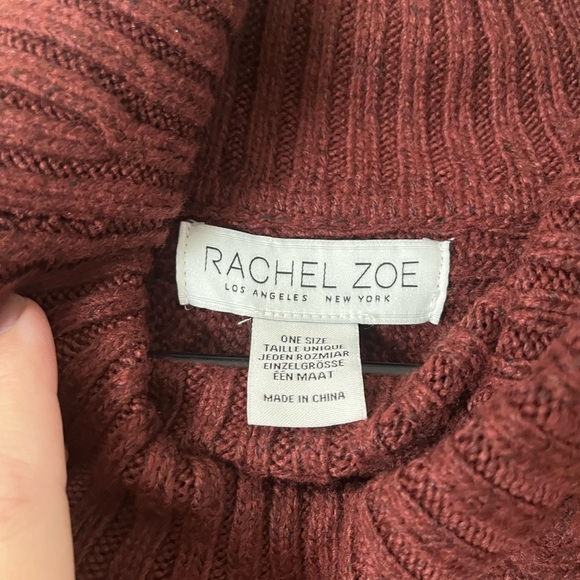 RACHEL ZOE
LOS ANGELES NEW YORK
ONE SIZE
TAILLE UNIQUE
JEDEN ROZMIAR
EINZELGRÖSSE
ÉÉN MAAT
MADE IN CHINA